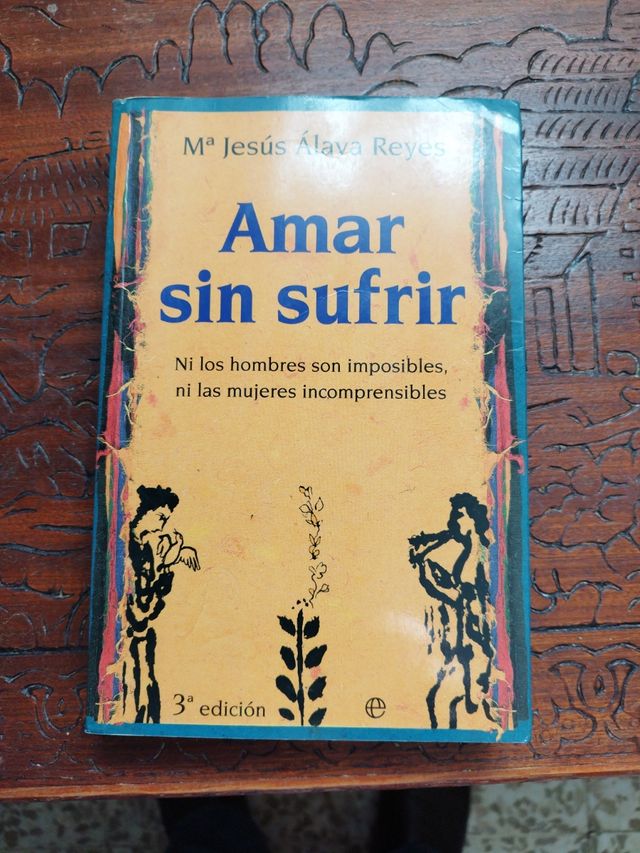 Mª Jesús Álava Reyes
Amar
sin sufrir
Ni los hombres son imposibles,
ni las mujeres incomprensibles
3ª edición